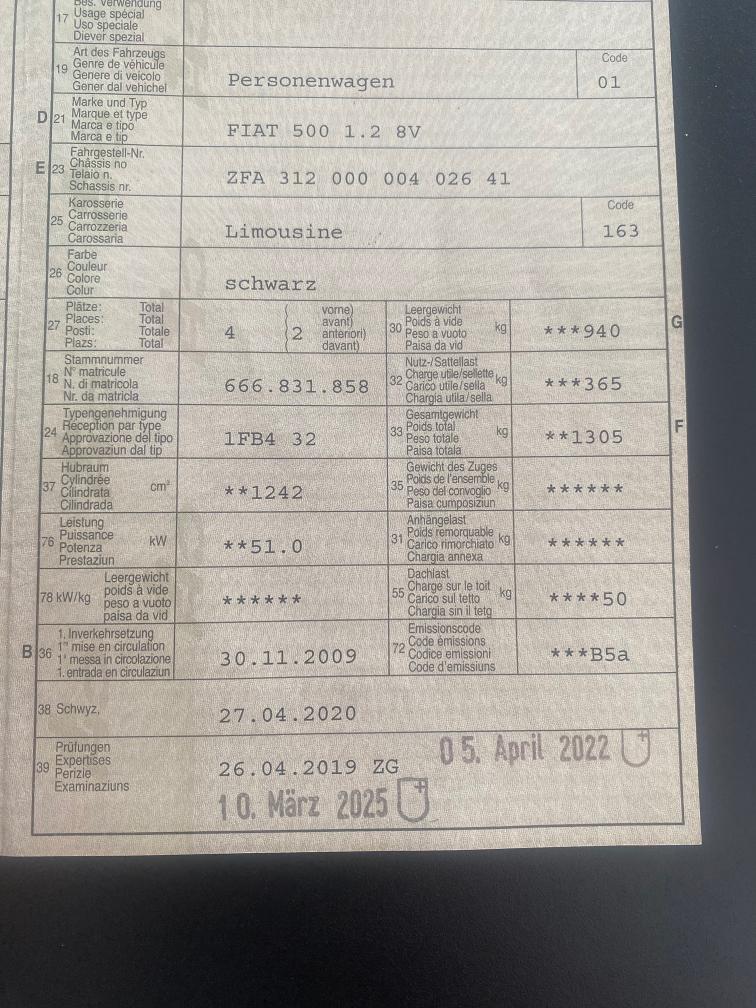 Bes. Verwendung
17 Usage spécial
Uso speciale
Diever spezial
Art des Fahrzeugs
19 Genre de véhicule
Genere di veicolo
Gener dal vehichel
Personenwagen
Code
01
Marke und Typ
D 21 Marque et type
Marca e tipo
Marca e tip
FIAT 500 1.2 8V
Fahrgestell-Nr.
E 23 Châssis no
Telaio n.
Schassis nr.
ZFA 312 000 004 026 41
Karosserie
25 Carrosserie
Carrozzeria
Carossaria
Limousine
Code
163
Farbe
26 Couleur
Colore
Colur
schwarz
Plätze: Total
27 Places: Total
Posti: Totale
Plazs: Total
4
2
vorne)
avant)
anteriori)
davant)
Leergewicht
30 Poids à vide kg
Peso a vuoto
Paisa da vid
***940
G
Stammnummer
18 N° matricule
N. di matricola
Nr. da matricla
666.831.858
Nutz-/Sattellast
32 Charge utile/sellette kg
Carico utile/sella
Chargia utila/sella
***365
Typengenehmigung
24 Réception par type
Approvazione del tipo
Approvaziun dal tip
1FB4 32
Gesamtgewicht
33 Poids total kg
Peso totale
Paisa totala
**1305
F
Hubraum
37 Cylindrée cm³
Cilindrata
Cilindrada
**1242
Gewicht des Zuges
35 Poids de l'ensemble kg
Peso del convoglio
Paisa cumposiziun
******
Leistung
76 Puissance kW
Potenza
Prestaziun
**51.0
Anhängelast
31 Poids remorquable kg
Carico rimorchiato
Chargia annexa
******
78 kW/kg
Leergewicht
poids à vide
peso a vuoto
paisa da vid
******
Dachlast
55 Charge sur le toit kg
Carico sul tetto
Chargia sin il tetg
****50
1. Inverkehrsetzung
B 36 1re mise en circulation
1a messa in circolazione
1. entrada en circulaziun
30.11.2009
Emissionscode
72 Code émissions
Codice emissioni
Code d'emissiuns
***B5a
38 Schwyz,
27.04.2020
Prüfungen
39 Expertises
Perizie
Examinaziuns
26.04.2019 ZG
05. April 2022
10. März 2025